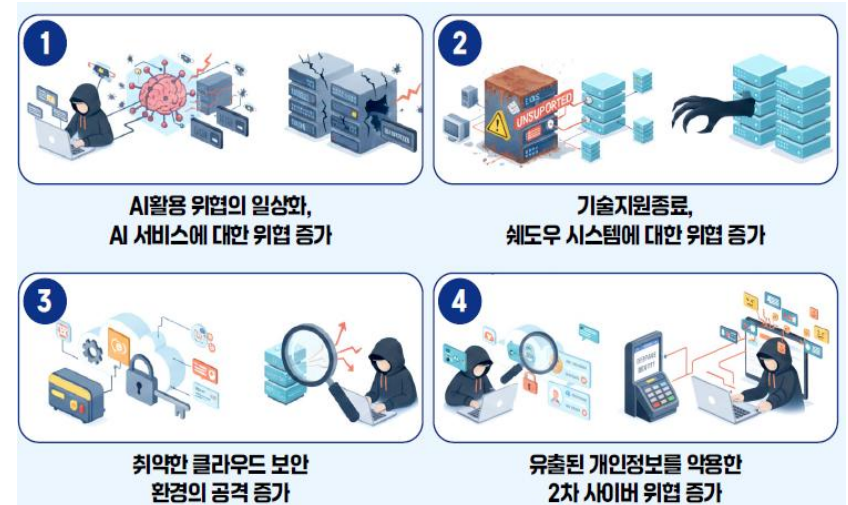 1
2
UNSUPORTED
AI활용 위협의 일상화,
AI 서비스에 대한 위협 증가
기술지원종료,
쉐도우 시스템에 대한 위협 증가
3
4
취약한 클라우드 보안
환경의 공격 증가
유출된 개인정보를 악용한
2차 사이버 위협 증가